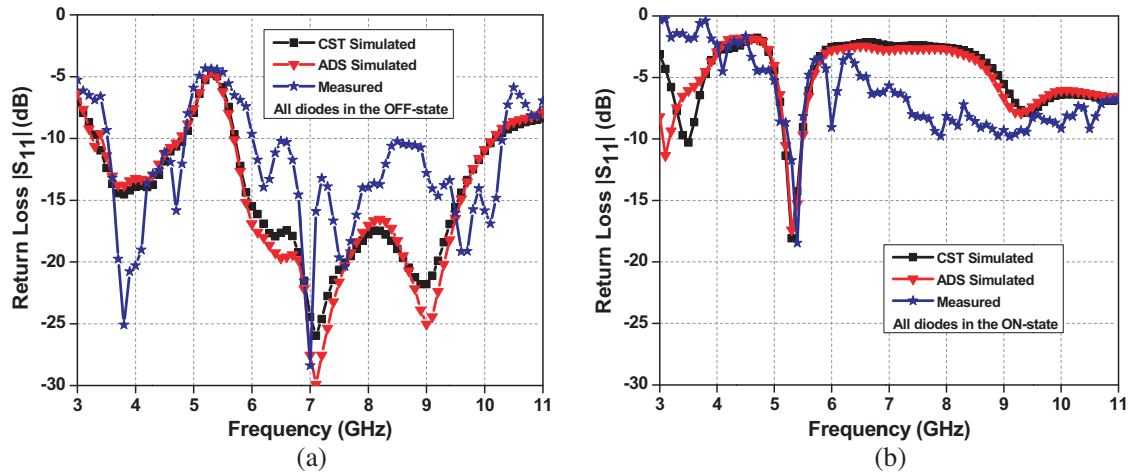 0
-5
-10
-15
-20
-25
-30
Return Loss |S11| (dB)
CST Simulated
ADS Simulated
Measured
All diodes in the OFF-state
3 4 5 6 7 8 9 10 11
Frequency (GHz)
(a)
0
-5
-10
-15
-20
-25
-30
Return Loss |S11| (dB)
CST Simulated
ADS Simulated
Measured
All diodes in the ON-state
3 4 5 6 7 8 9 10 11
Frequency (GHz)
(b)